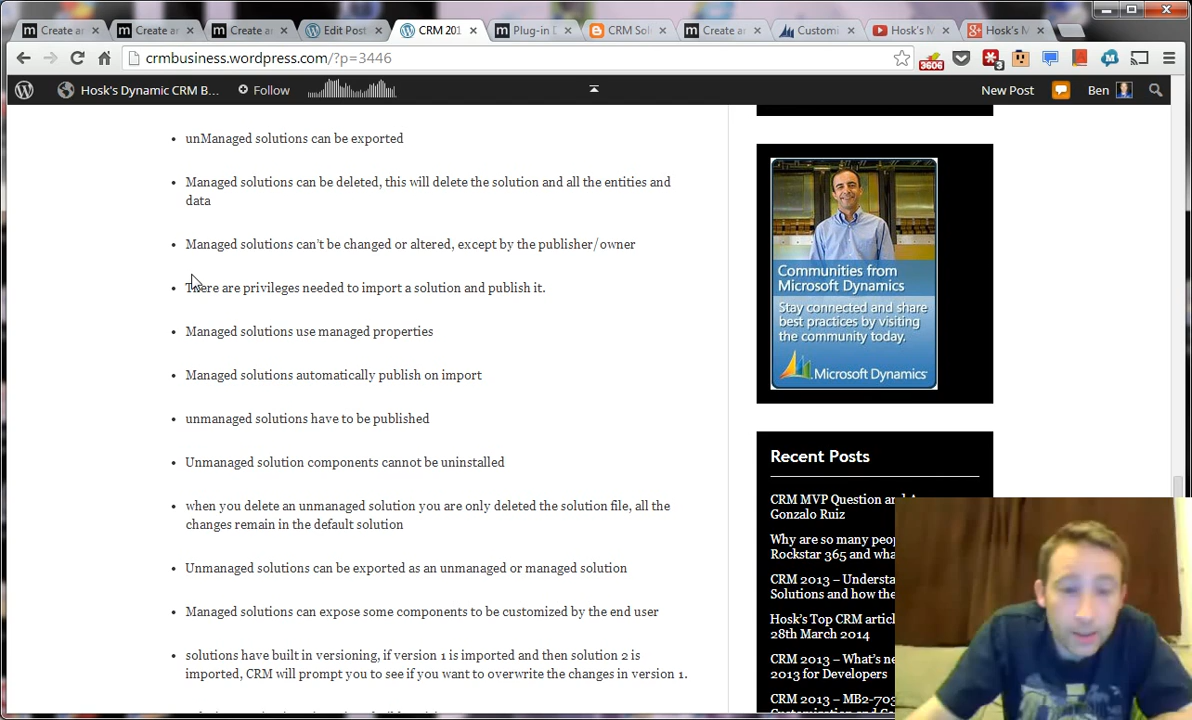 Create an
Create an
Create an
Edit Post
CRM 201
Plug-in D
CRM Sol
Create an
Customi
Hosk's M
Hosk's M
crmbusiness.wordpress.com/?p=3446
3606
3
Hosk's Dynamic CRM B...
Follow
New Post
Ben
unManaged solutions can be exported
Managed solutions can be deleted, this will delete the solution and all the entities and
data
Managed solutions can't be changed or altered, except by the publisher/owner
There are privileges needed to import a solution and publish it.
Managed solutions use managed properties
Managed solutions automatically publish on import
unmanaged solutions have to be published
Unmanaged solution components cannot be uninstalled
when you delete an unmanaged solution you are only deleted the solution file, all the
changes remain in the default solution
Unmanaged solutions can be exported as an unmanaged or managed solution
Managed solutions can expose some components to be customized by the end user
solutions have built in versioning, if version 1 is imported and then solution 2 is
imported, CRM will prompt you to see if you want to overwrite the changes in version 1.
Communities from
Microsoft Dynamics
Stay connected and share
best practices by visiting
the community today.
Microsoft Dynamics
Recent Posts
CRM MVP Question and A
Gonzalo Ruiz
Why are so many peop
Rockstar 365 and wha
CRM 2013 – Understa
Solutions and how the
Hosk's Top CRM articl
28th March 2014
CRM 2013 – What's ne
2013 for Developers
CRM 2013 – MB2-703